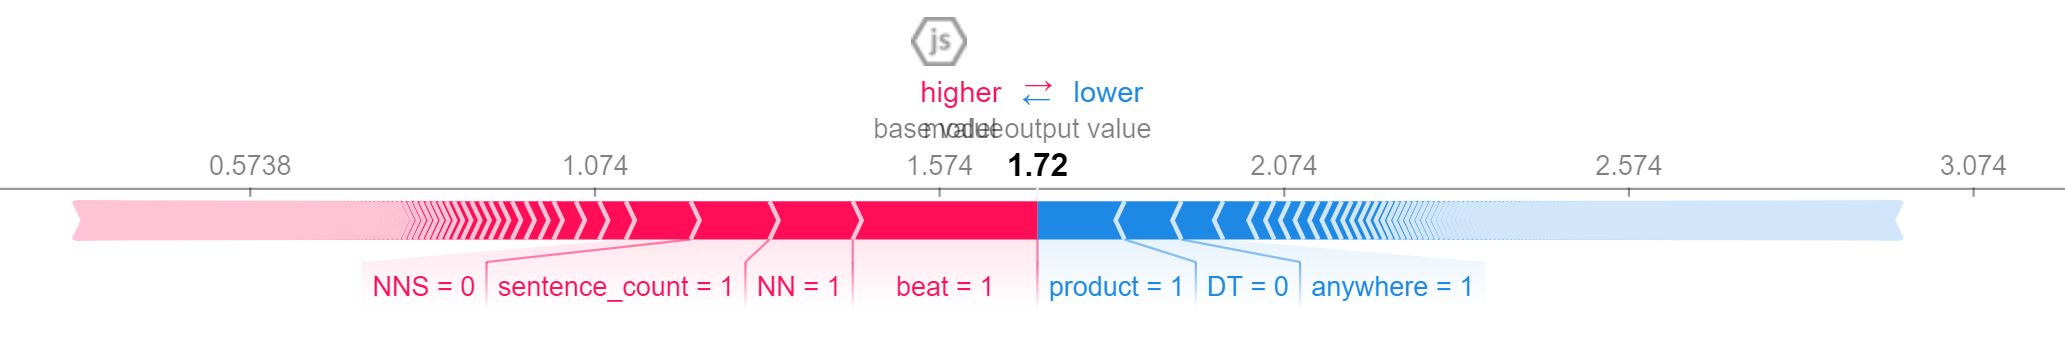 js
higher lower
base value model output value
0.5738 1.074 1.574 1.72 2.074 2.574 3.074
NNS = 0 sentence_count = 1 NN = 1 beat = 1 product = 1 DT = 0 anywhere = 1